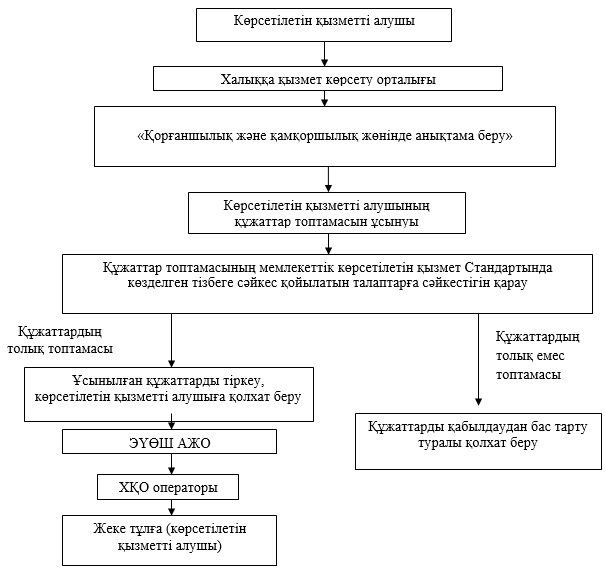 Көрсетілетін қызметті алушы
Халыққа қызмет көрсету орталығы
«Қорғаншылық және қамқоршылық жөнінде анықтама беру»
Көрсетілетін қызметті алушының
құжаттар топтамасын ұсынуы
Құжаттар топтамасының мемлекеттік көрсетілетін қызмет Стандартында
көзделген тізбеге сәйкес қойылатын талаптарға сәйкестігін қарау
Құжаттардың
толық топтамасы
Құжаттардың
толық емес
топтамасы
Ұсынылған құжаттарды тіркеу,
көрсетілетін қызметті алушыға қолхат беру
Құжаттарды қабылдаудан бас тарту
туралы қолхат беру
ЭҮӨШ АЖО
ХҚО операторы
Жеке тұлға (көрсетілетін
қызметті алушы)